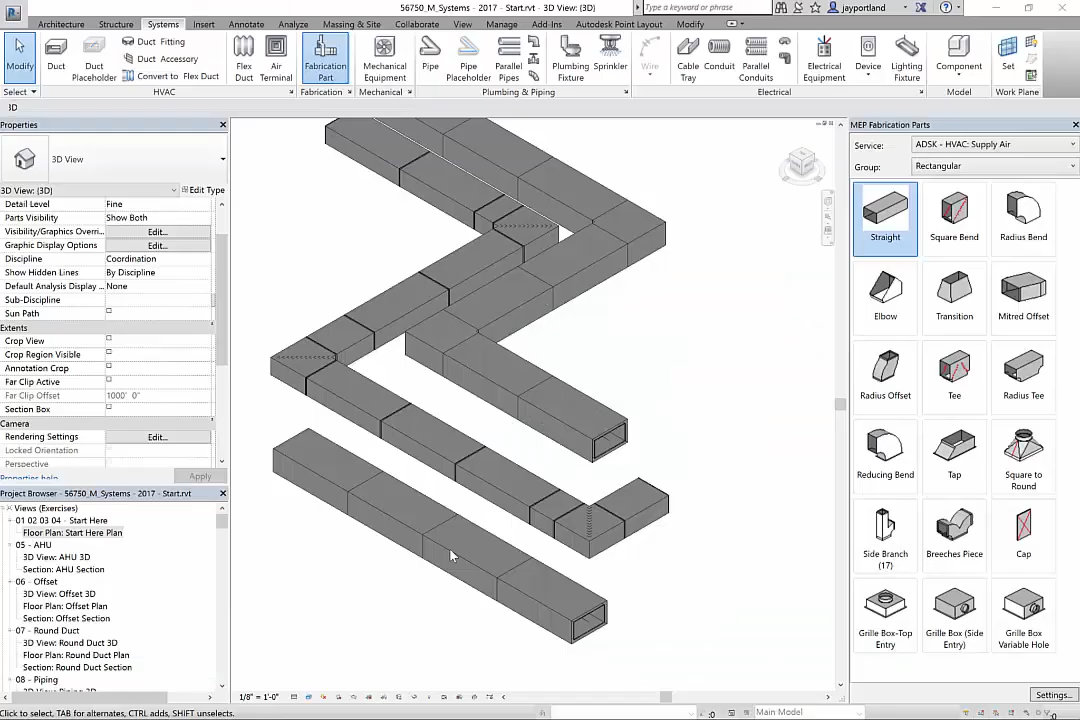 56750_M_Systems - 2017 - Start.rvt - 3D View: {3D}
Type a keyword or phrase
jayportland
Architecture Structure Systems Insert Annotate Analyze Massing & Site Collaborate View Manage Add-Ins Autodesk Point Layout Modify
Modify
Duct
Duct Placeholder
Duct Fitting
Duct Accessory
Convert to Flex Duct
Flex Duct
Air Terminal
Fabrication Part
Mechanical Equipment
Pipe
Pipe Placeholder
Parallel Pipes
Plumbing Fixture
Sprinkler
Wire
Cable Tray
Conduit
Parallel Conduits
Electrical Equipment
Device
Lighting Fixture
Component
Set
Select
HVAC
Fabrication
Mechanical
Plumbing & Piping
Electrical
Model
Work Plane
3D
Properties
3D View
3D View: {3D}
Edit Type
Detail Level Fine
Parts Visibility Show Both
Visibility/Graphics Overri... Edit...
Graphic Display Options Edit...
Discipline Coordination
Show Hidden Lines By Discipline
Default Analysis Display ... None
Sub-Discipline
Sun Path
Extents
Crop View
Crop Region Visible
Annotation Crop
Far Clip Active
Far Clip Offset 1000' 0"
Section Box
Camera
Rendering Settings Edit...
Locked Orientation
Perspective
Properties help
Apply
Project Browser - 56750_M_Systems - 2017 - Start.rvt
Views (Exercises)
01 02 03 04 - Start Here
Floor Plan: Start Here Plan
05 - AHU
3D View: AHU 3D
Section: AHU Section
06 - Offset
3D View: Offset 3D
Floor Plan: Offset Plan
Section: Offset Section
07 - Round Duct
3D View: Round Duct 3D
Floor Plan: Round Duct Plan
Section: Round Duct Section
08 - Piping
MEP Fabrication Parts
Service: ADSK - HVAC: Supply Air
Group: Rectangular
Straight Square Bend Radius Bend
Elbow Transition Mitred Offset
Radius Offset Tee Radius Tee
Reducing Bend Tap Square to Round
Side Branch (17) Breeches Piece Cap
Grille Box-Top Entry Grille Box (Side Entry) Grille Box Variable Hole
Settings...
1/8" = 1'-0"
Click to select, TAB for alternates, CTRL adds, SHIFT unselects.
:0
Main Model
:0